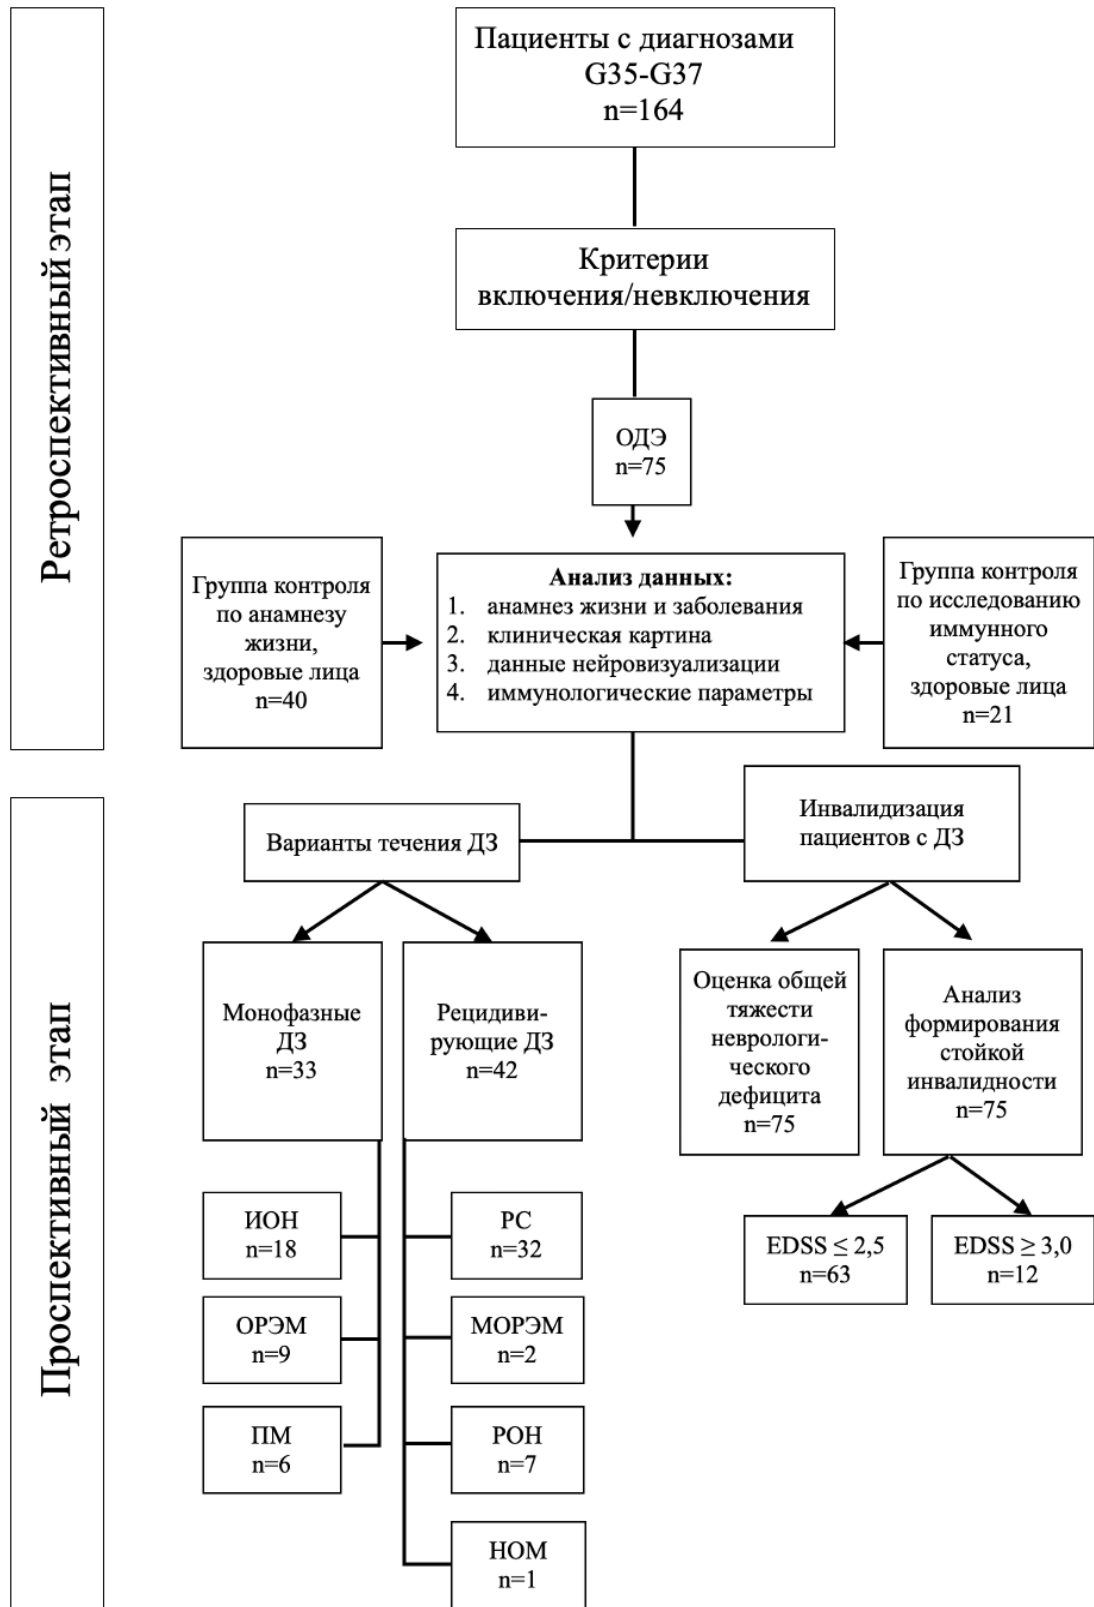 Ретроспективный этап
Пациенты с диагнозами
G35-G37
n=164
Критерии
включения/невключения
ОДЭ
n=75
Группа контроля
по анамнезу
жизни,
здоровые лица
n=40
Анализ данных:
1. анамнез жизни и заболевания
2. клиническая картина
3. данные нейровизуализации
4. иммунологические параметры
Группа контроля
по исследованию
иммунного
статуса,
здоровые лица
n=21
Проспективный этап
Варианты течения ДЗ
Инвалидизация
пациентов с ДЗ
Монофазные
ДЗ
n=33
Рецидиви-
рующие ДЗ
n=42
Оценка общей
тяжести
неврологи-
ческого
дефицита
n=75
Анализ
формирования
стойкой
инвалидности
n=75
ИОН
n=18
РС
n=32
EDSS ≤ 2,5
n=63
EDSS ≥ 3,0
n=12
ОРЭМ
n=9
МОРЭМ
n=2
ПМ
n=6
РОН
n=7
НОМ
n=1